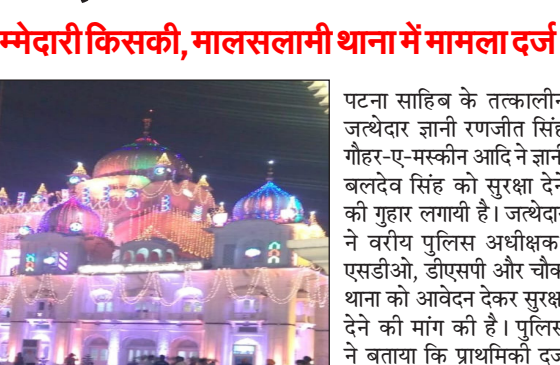 म्मेदारी किसकी, मालसलामी थाना में मामला दर्ज
पटना साहिब के तत्कालीन
जत्थेदार ज्ञानी रणजीत सिंह
गौहर-ए-मस्कीन आदि ने ज्ञानी
बलदेव सिंह को सुरक्षा देने
की गुहार लगायी है। जत्थेदार
ने वरीय पुलिस अधीक्षक,
एसडीओ, डीएसपी और चौक
थाना को आवेदन देकर सुरक्षा
देने की मांग की है। पुलिस
ने बताया कि प्राथमिकी दर्ज